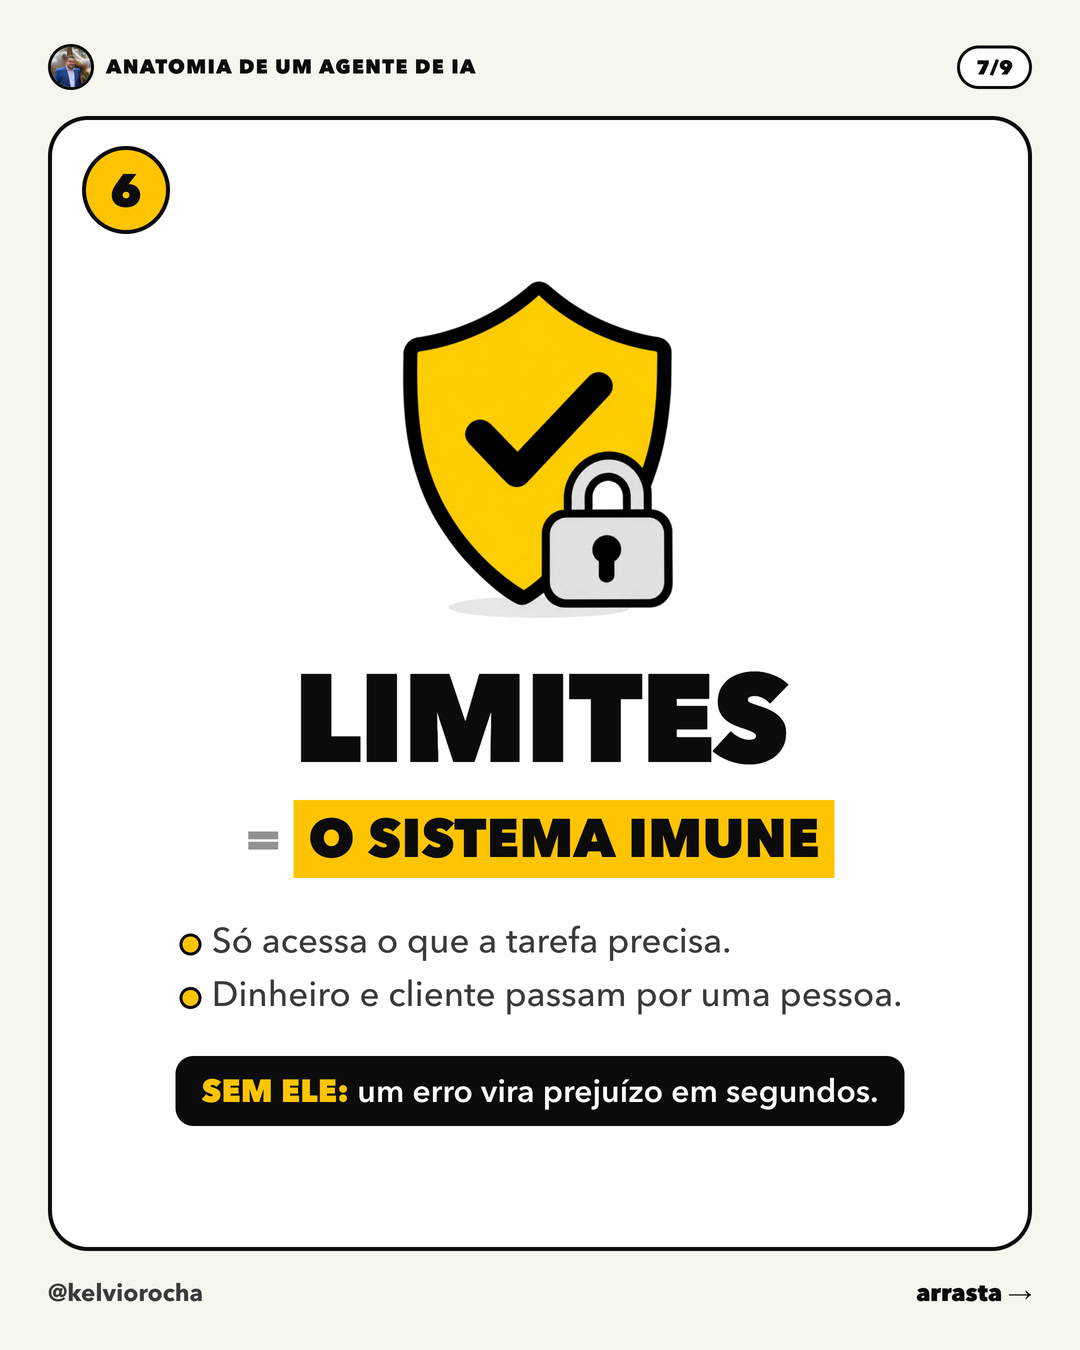 ANATOMIA DE UM AGENTE DE IA
7/9
6
LIMITES
= O SISTEMA IMUNE
Só acessa o que a tarefa precisa.
Dinheiro e cliente passam por uma pessoa.
SEM ELE: um erro vira prejuízo em segundos.
@kelviorocha
arrasta →